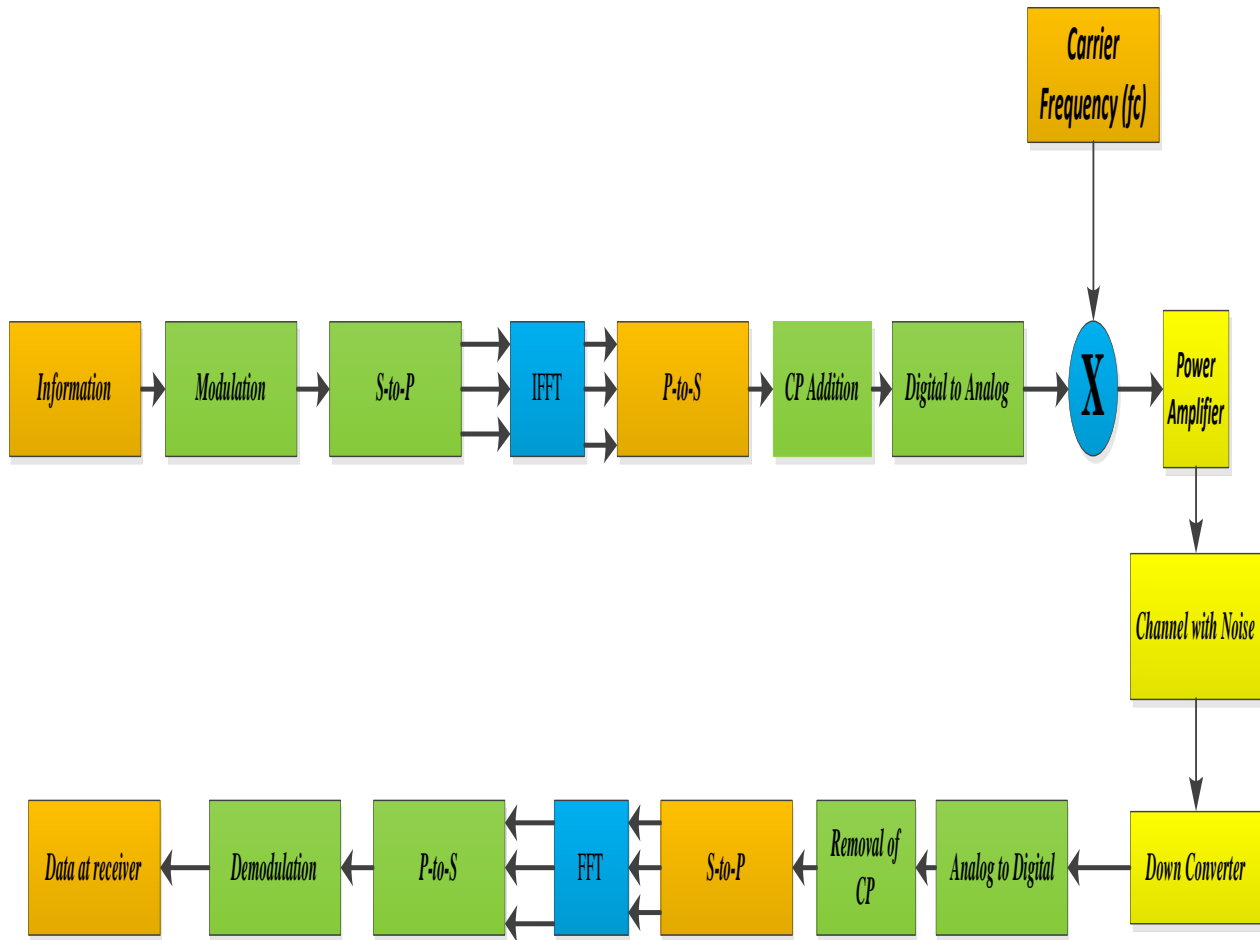 Carrier
Frequency (fc)
Information
Modulation
S-to-P
IFFT
P-to-S
CP Addition
Digital to Analog
X
Power
Amplifier
Channel with Noise
Data at receiver
Demodulation
P-to-S
FFT
S-to-P
Removal of
CP
Analog to Digital
Down Converter